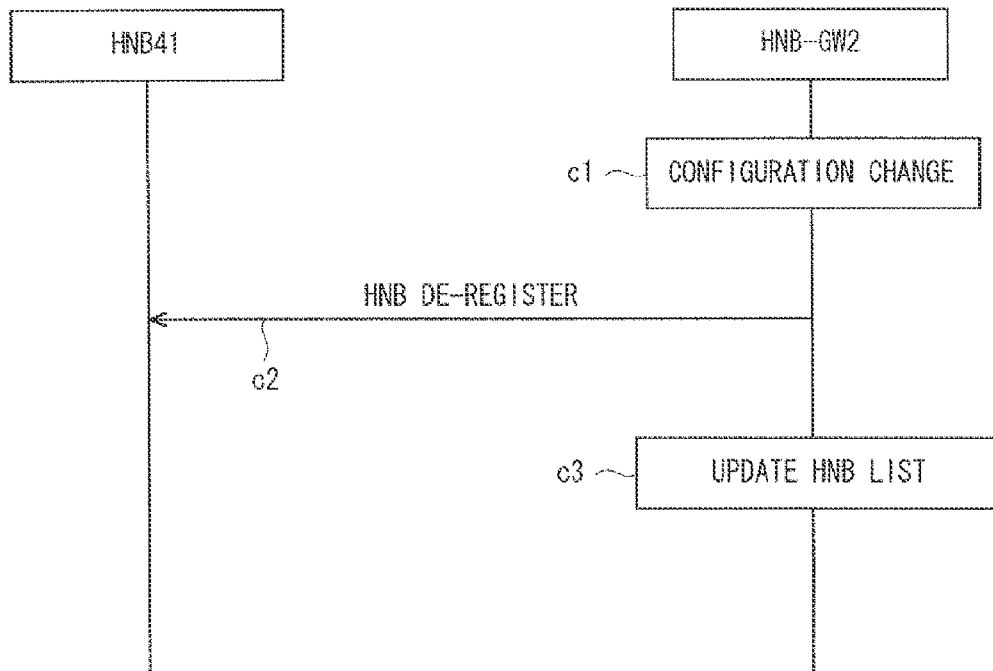 HNB41
HNB-GW2
c1
CONFIGURATION CHANGE
HNB DE-REGISTER
c2
c3
UPDATE HNB LIST